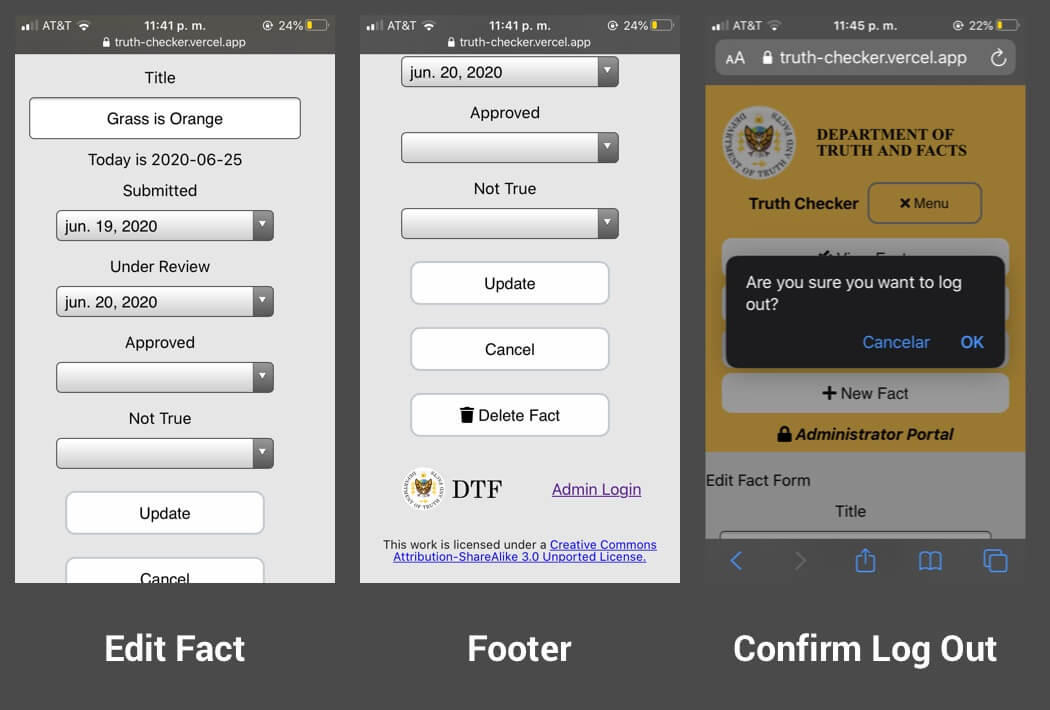 AT&T 11:41 p. m. 24%
truth-checker.vercel.app
Title
Grass is Orange
Today is 2020-06-25
Submitted
jun. 19, 2020
Under Review
jun. 20, 2020
Approved
Not True
Update
Cancel
Edit Fact
AT&T 11:41 p. m. 24%
truth-checker.vercel.app
jun. 20, 2020
Approved
Not True
Update
Cancel
Delete Fact
DTF Admin Login
This work is licensed under a Creative Commons
Attribution-ShareAlike 3.0 Unported License.
Footer
AT&T 11:45 p. m. 22%
AA truth-checker.vercel.app
DEPARTMENT OF TRUTH AND FACTS
DEPARTMENT OF
TRUTH AND FACTS
Truth Checker Menu
Are you sure you want to log
out?
Cancelar OK
New Fact
Administrator Portal
Edit Fact Form
Title
Confirm Log Out